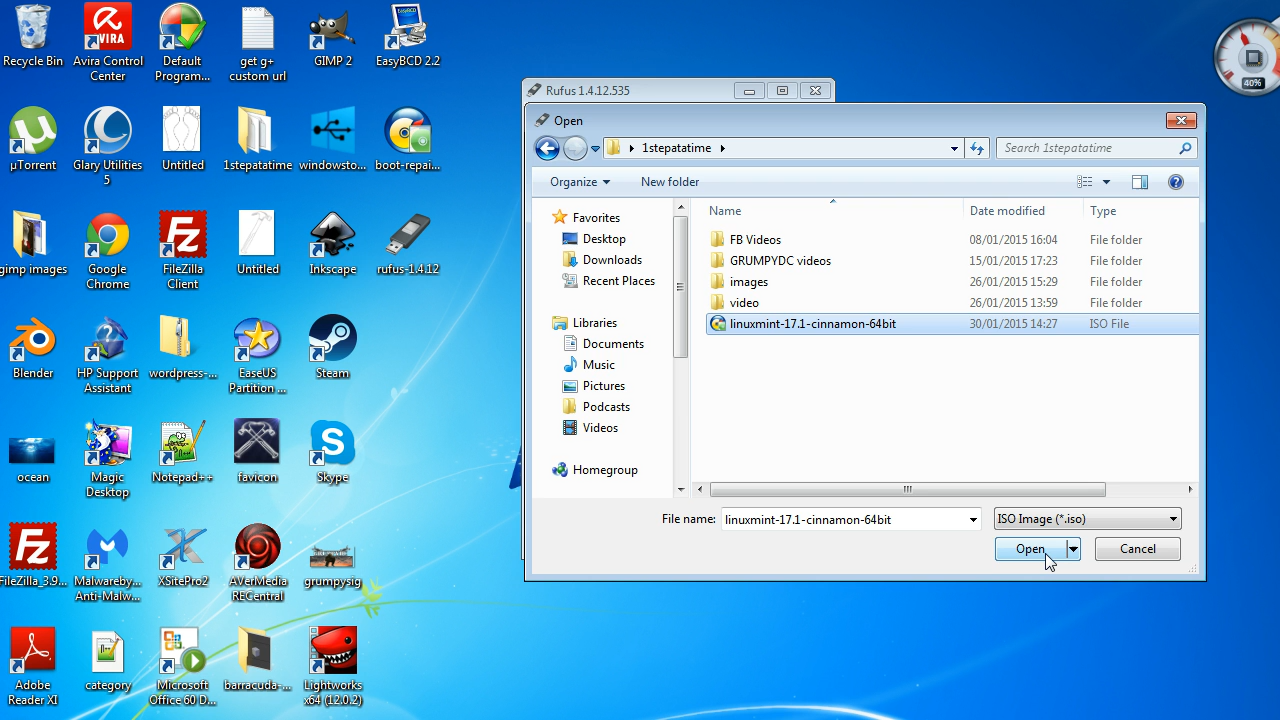 Recycle Bin
Avira Control
Center
Default
Program...
get g+
custom url
GIMP 2
EasyBCD 2.2
µTorrent
Glary Utilities
5
Untitled
1stepatatime
windowsto...
boot-repai...
gimp images
Google
Chrome
FileZilla
Client
Untitled
Inkscape
rufus-1.4.12
Blender
HP Support
Assistant
wordpress-...
EaseUS
Partition ...
Steam
ocean
Magic
Desktop
Notepad++
favicon
Skype
FileZilla_3.9...
Malwareby...
Anti-Malw...
XSitePro2
AVerMedia
RECentral
grumpysig
Adobe
Reader XI
category
Microsoft
Office 60 D...
barracuda-...
Lightworks
x64 (12.0.2)
AVIRA
40%
Rufus 1.4.12.535
Open
1stepatatime
Search 1stepatatime
Organize
New folder
Favorites
Desktop
Downloads
Recent Places
Libraries
Documents
Music
Pictures
Podcasts
Videos
Homegroup
Name Date modified Type
FB Videos 08/01/2015 16:04 File folder
GRUMPYDC videos 15/01/2015 17:23 File folder
images 26/01/2015 15:29 File folder
video 26/01/2015 13:59 File folder
linuxmint-17.1-cinnamon-64bit 30/01/2015 14:27 ISO File
File name: linuxmint-17.1-cinnamon-64bit
ISO Image (*.iso)
Open
Cancel